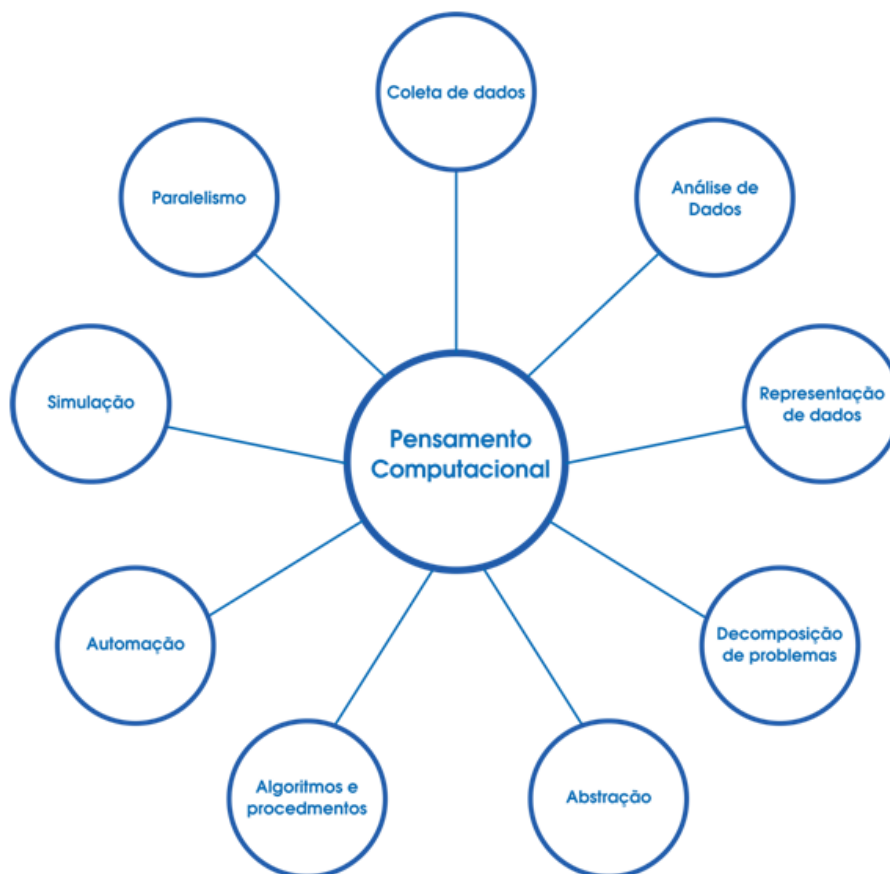 Coleta de dados
Análise de
Dados
Representação
de dados
Decomposição
de problemas
Abstração
Algoritmos e
procedmentos
Automação
Simulação
Paralelismo
Pensamento
Computacional